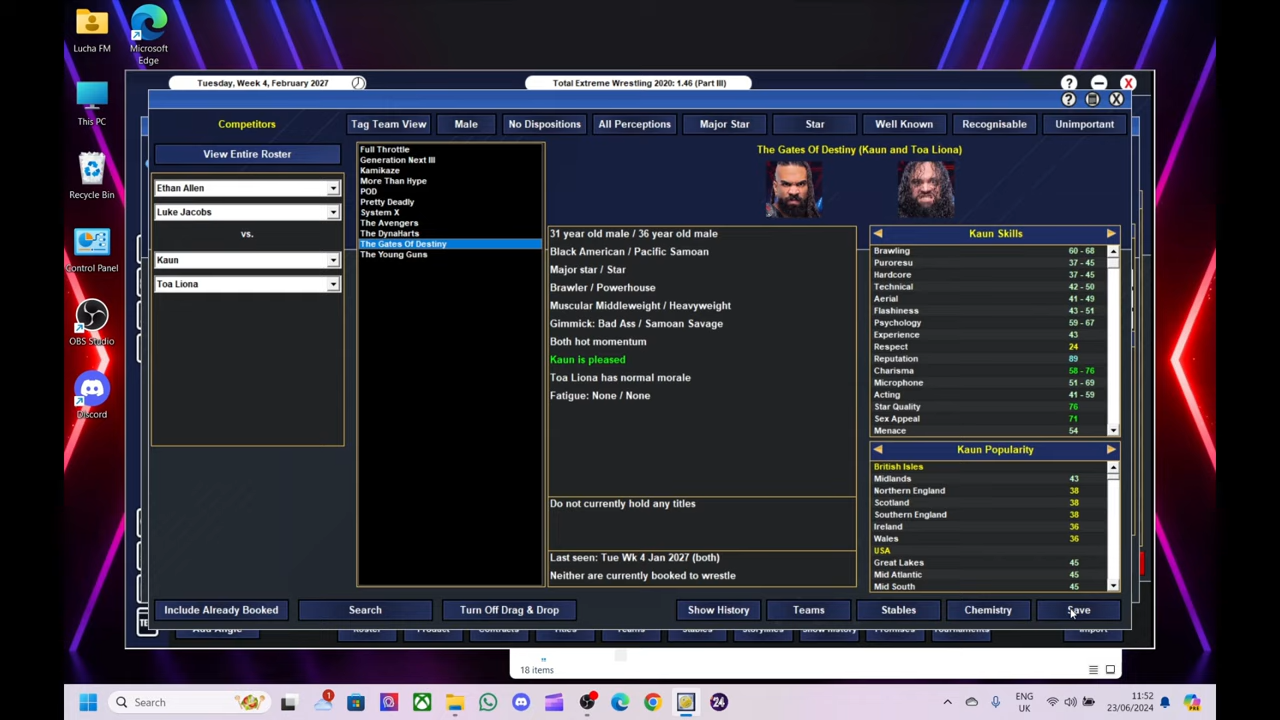 Lucha FM
Microsoft
Edge
This PC
Recycle Bin
Control Panel
OBS Studio
Discord
Tuesday, Week 4, February 2027
Total Extreme Wrestling 2020: 1.46 (Part III)
?
X
?
X
Competitors
Tag Team View
Male
No Dispositions
All Perceptions
Major Star
Star
Well Known
Recognisable
Unimportant
View Entire Roster
Ethan Allen
Luke Jacobs
vs.
Kaun
Toa Liona
Full Throttle
Generation Next III
Kamikaze
More Than Hype
POD
Pretty Deadly
System X
The Avengers
The DynaHarts
The Gates Of Destiny
The Young Guns
The Gates Of Destiny (Kaun and Toa Liona)
31 year old male / 36 year old male
Black American / Pacific Samoan
Major star / Star
Brawler / Powerhouse
Muscular Middleweight / Heavyweight
Gimmick: Bad Ass / Samoan Savage
Both hot momentum
Kaun is pleased
Toa Liona has normal morale
Fatigue: None / None
Do not currently hold any titles
Last seen: Tue Wk 4 Jan 2027 (both)
Neither are currently booked to wrestle
Kaun Skills
Brawling 60 - 68
Puroresu 37 - 45
Hardcore 37 - 45
Technical 42 - 50
Aerial 41 - 49
Flashiness 43 - 51
Psychology 59 - 67
Experience 43
Respect 24
Reputation 89
Charisma 58 - 76
Microphone 51 - 69
Acting 41 - 59
Star Quality 76
Sex Appeal 71
Menace 54
Kaun Popularity
British Isles
Midlands 43
Northern England 38
Scotland 38
Southern England 38
Ireland 36
Wales 36
USA
Great Lakes 45
Mid Atlantic 45
Mid South 45
Include Already Booked
Search
Turn Off Drag & Drop
Show History
Teams
Stables
Chemistry
Save
18 items
Search
1
24
ENG
UK
11:52
23/06/2024